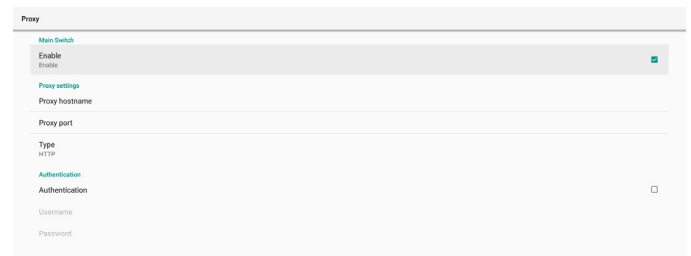 Proxy
Main Switch
Enable
Enable
Proxy settings
Proxy hostname
Proxy port
Type
HTTP
Authentication
Authentication
Username
Password